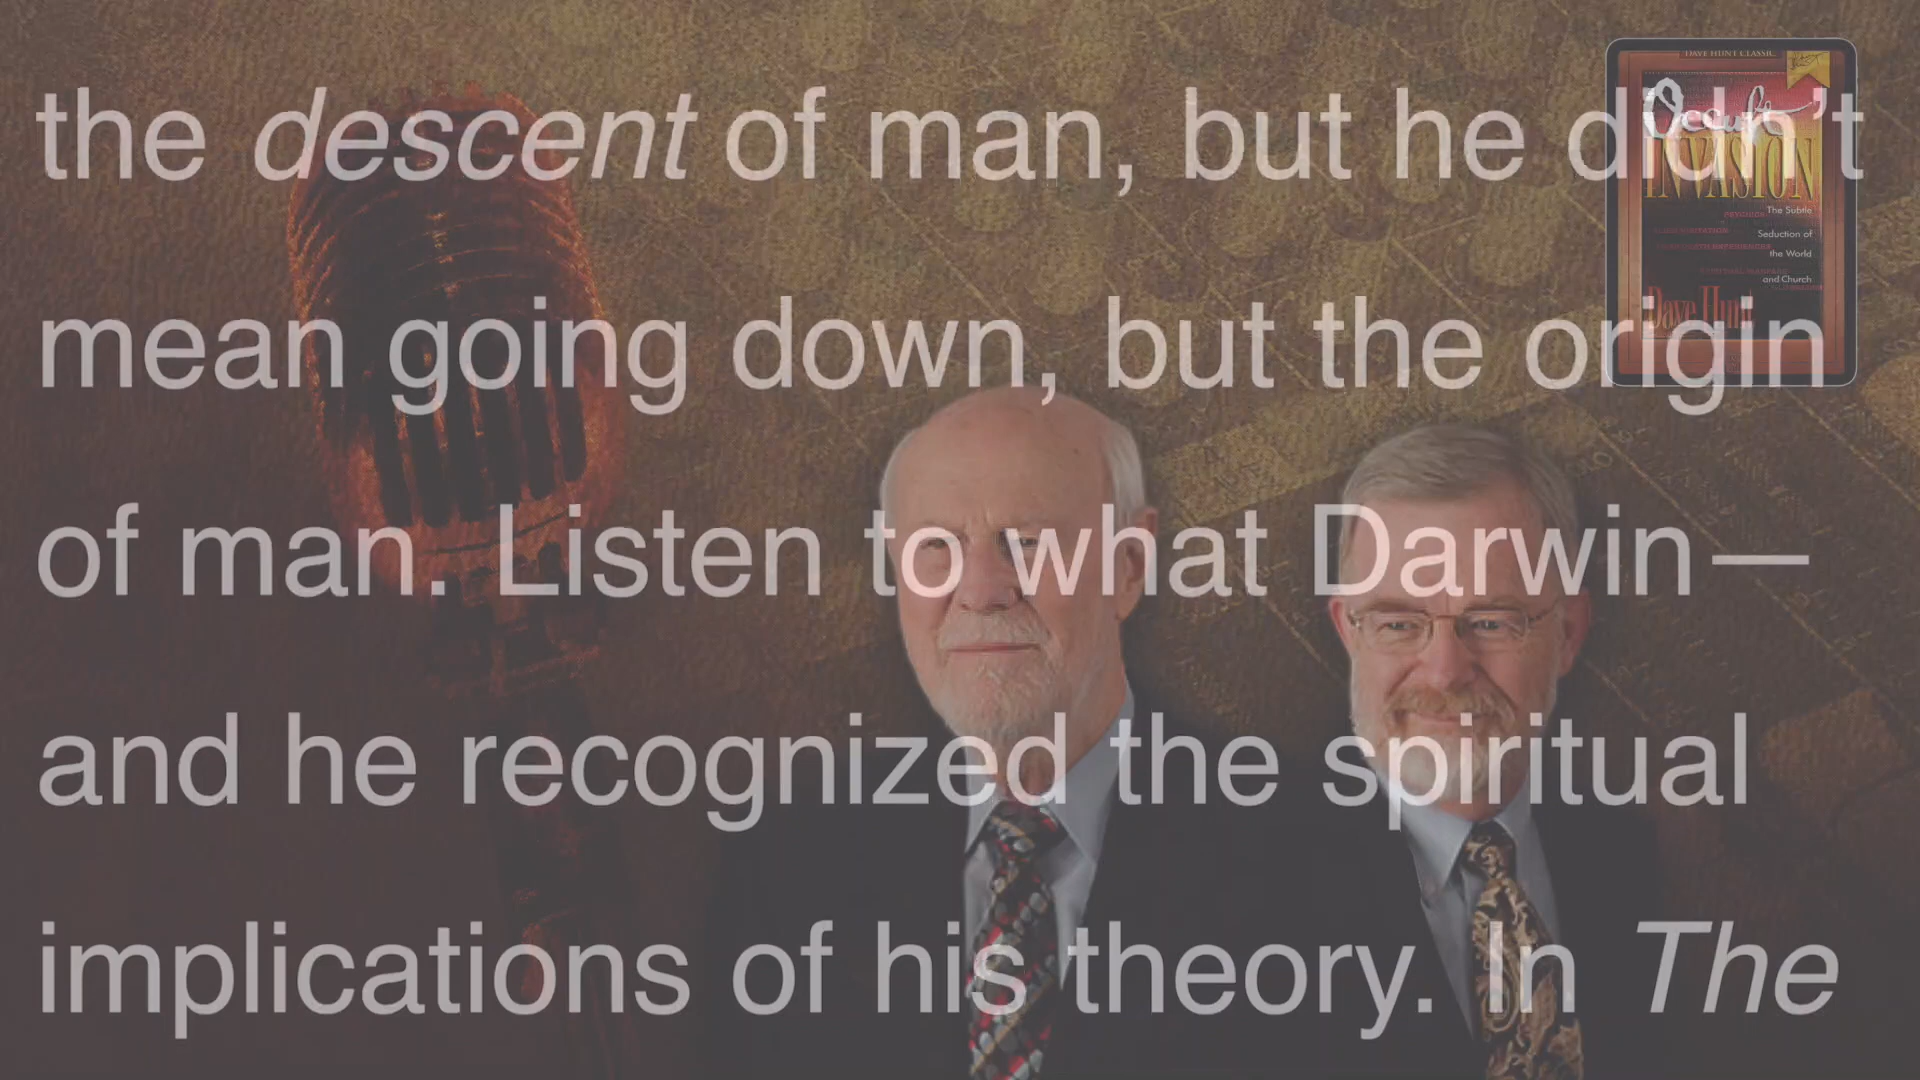 the descent of man, but he didn't
mean going down, but the origin
of man. Listen to what Darwin—
and he recognized the spiritual
implications of his theory. In The
DAVE HUNT CLASSIC
Occult
INVASION
The Subtle
Seduction of
the World
and Church
Dave Hunt